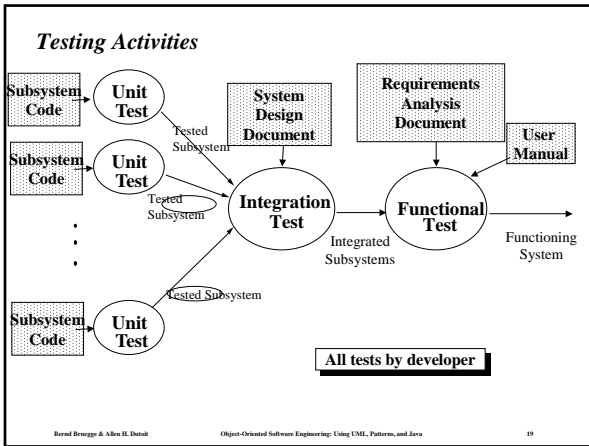 Testing Activities
Subsystem
Code
Unit
Test
System
Design
Document
Requirements
Analysis
Document
User
Manual
Tested
Subsystem
Subsystem
Code
Unit
Test
Tested
Subsystem
Integration
Test
Functional
Test
Integrated
Subsystems
Functioning
System
Tested Subsystem
Subsystem
Code
Unit
Test
All tests by developer
Bernd Bruegge & Allen H. Dutoit Object-Oriented Software Engineering: Using UML, Patterns, and Java 19